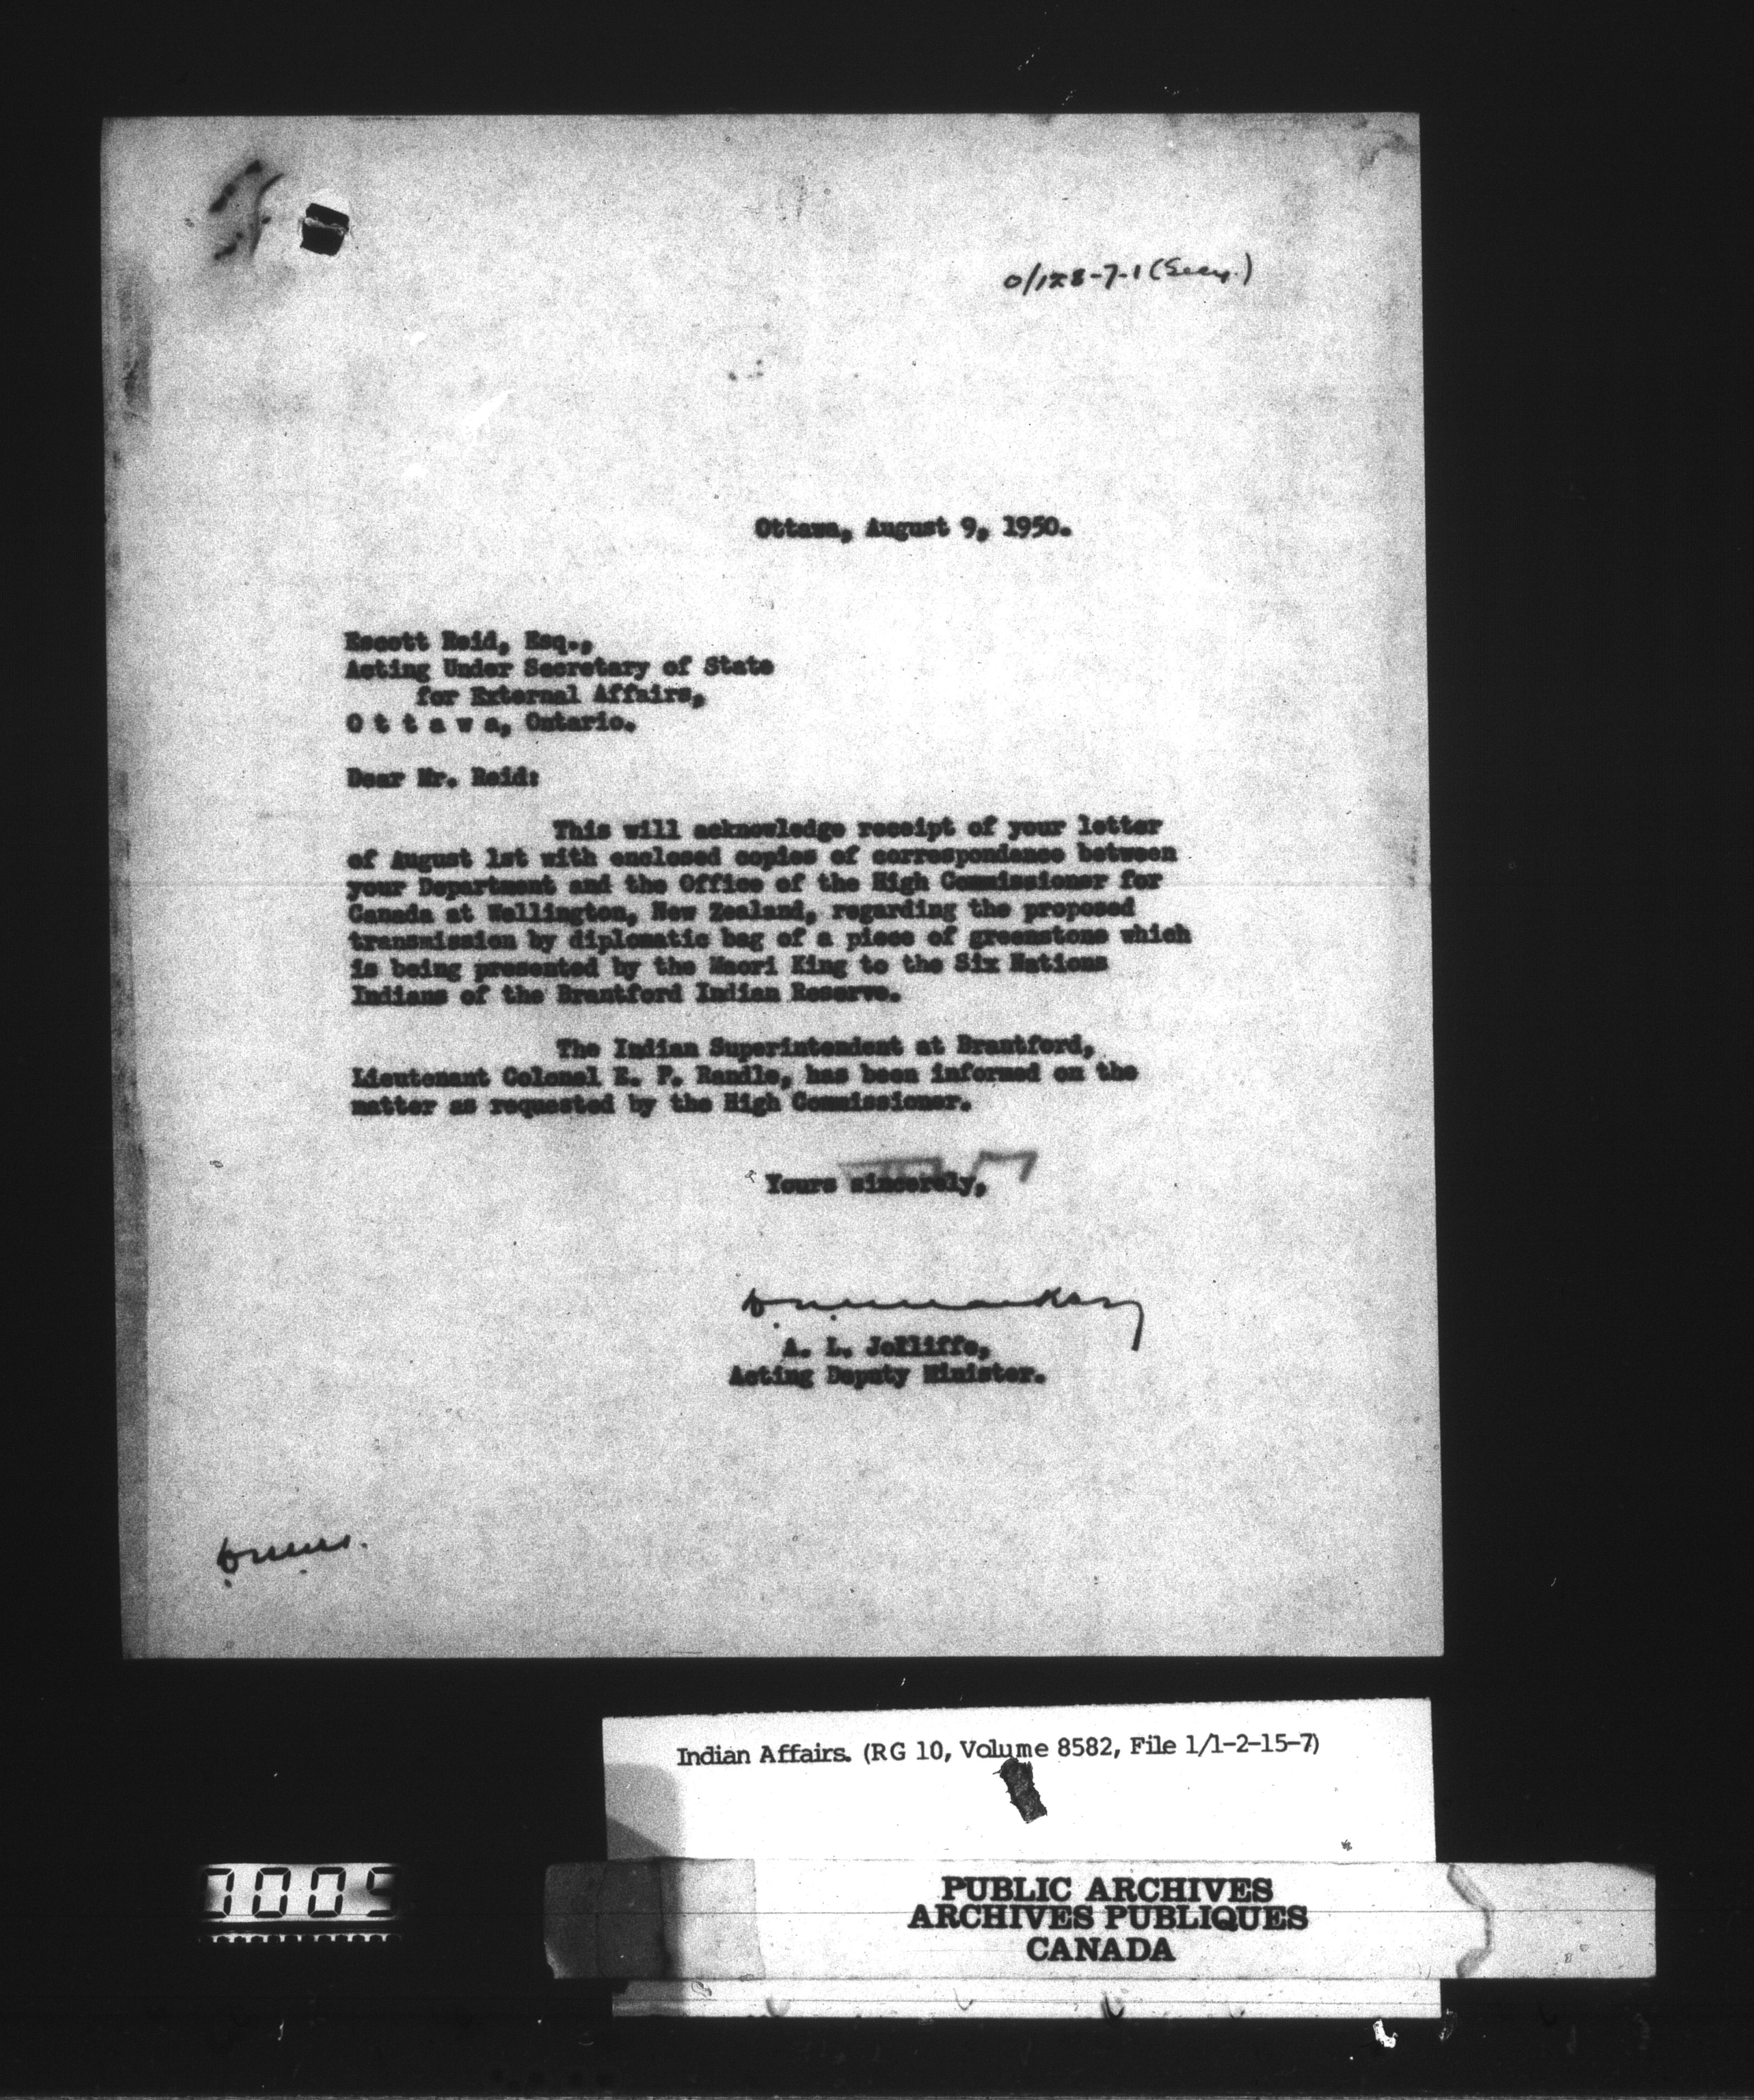 0/128-7-1 (Secy.)
Ottawa, August 9, 1950.
Escott Reid, Esq.,
Acting Under Secretary of State
for External Affairs,
O t t a w a, Ontario.
Dear Mr. Reid:
This will acknowledge receipt of your letter
of August 1st with enclosed copies of correspondence between
your Department and the Office of the High Commissioner for
Canada at Wellington, New Zealand, regarding the proposed
transmission by diplomatic bag of a piece of greenstone which
is being presented by the Maori King to the Six Nations
Indians of the Brantford Indian Reserve.
The Indian Superintendent at Brantford,
Lieutenant Colonel E. P. Randle, has been informed on the
matter as requested by the High Commissioner.
Yours sincerely,
A. L. Jolliffe,
Acting Deputy Minister.
Indian Affairs. (RG 10, Volume 8582, File 1/1-2-15-7)
PUBLIC ARCHIVES
ARCHIVES PUBLIQUES
CANADA